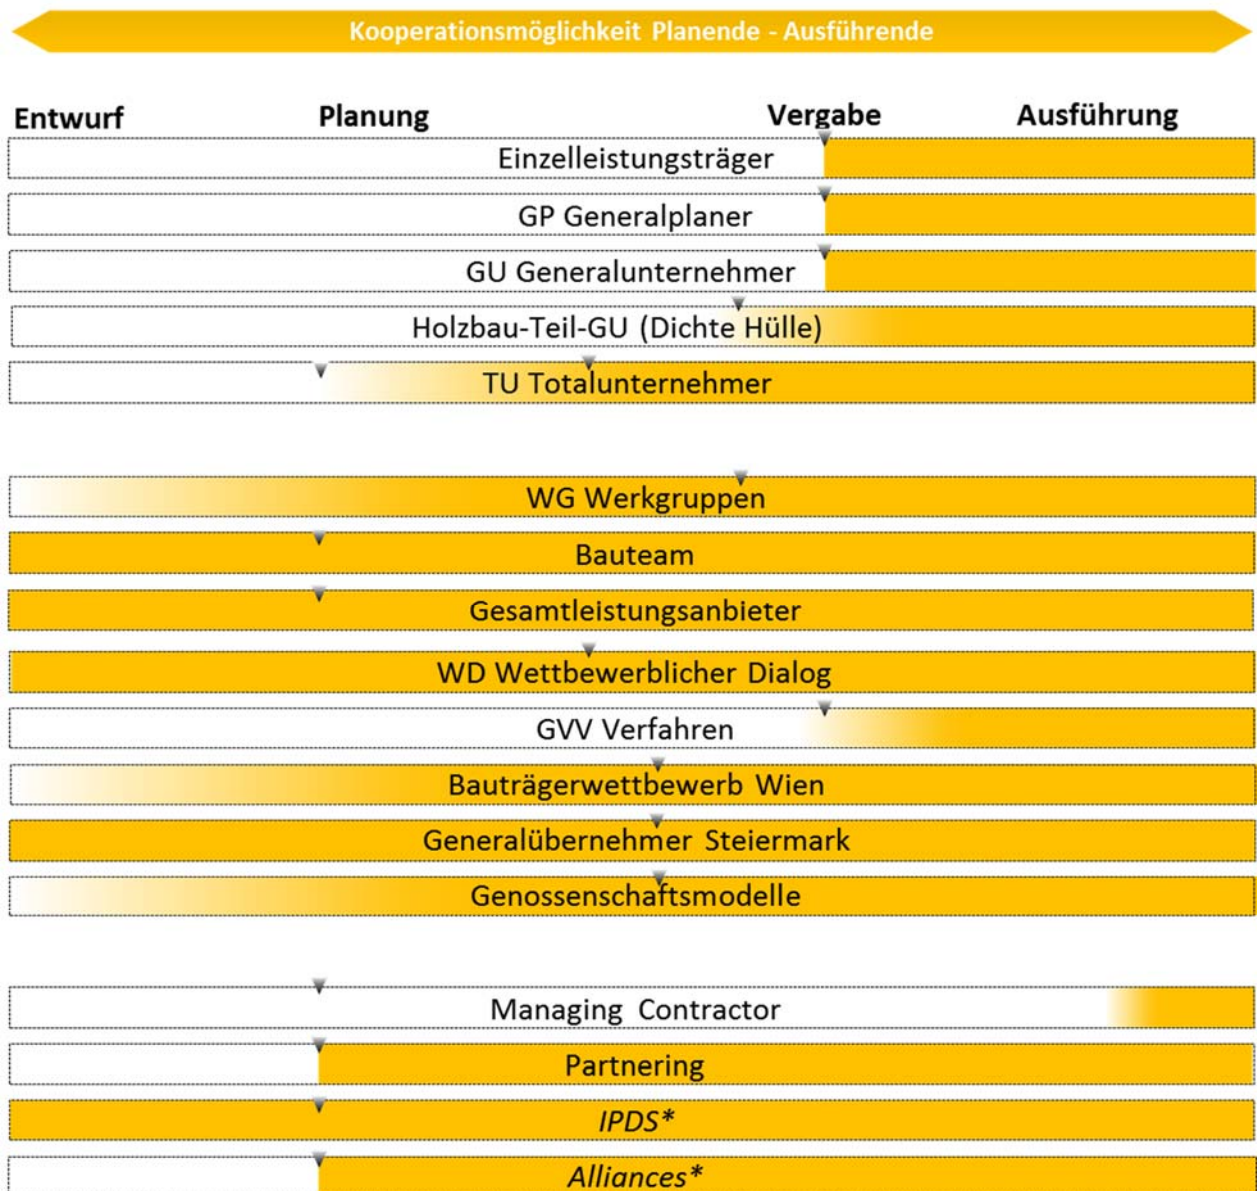 Kooperationsmöglichkeit Planende - Ausführende
Entwurf Planung Vergabe Ausführung
Einzelleistungsträger
GP Generalplaner
GU Generalunternehmer
Holzbau-Teil-GU (Dichte Hülle)
TU Totalunternehmer
WG Werkgruppen
Bauteam
Gesamtleistungsanbieter
WD Wettbewerblicher Dialog
GVV Verfahren
Bauträgerwettbewerb Wien
Generalübernehmer Steiermark
Genossenschaftsmodelle
Managing Contractor
Partnering
IPDS*
Alliances*